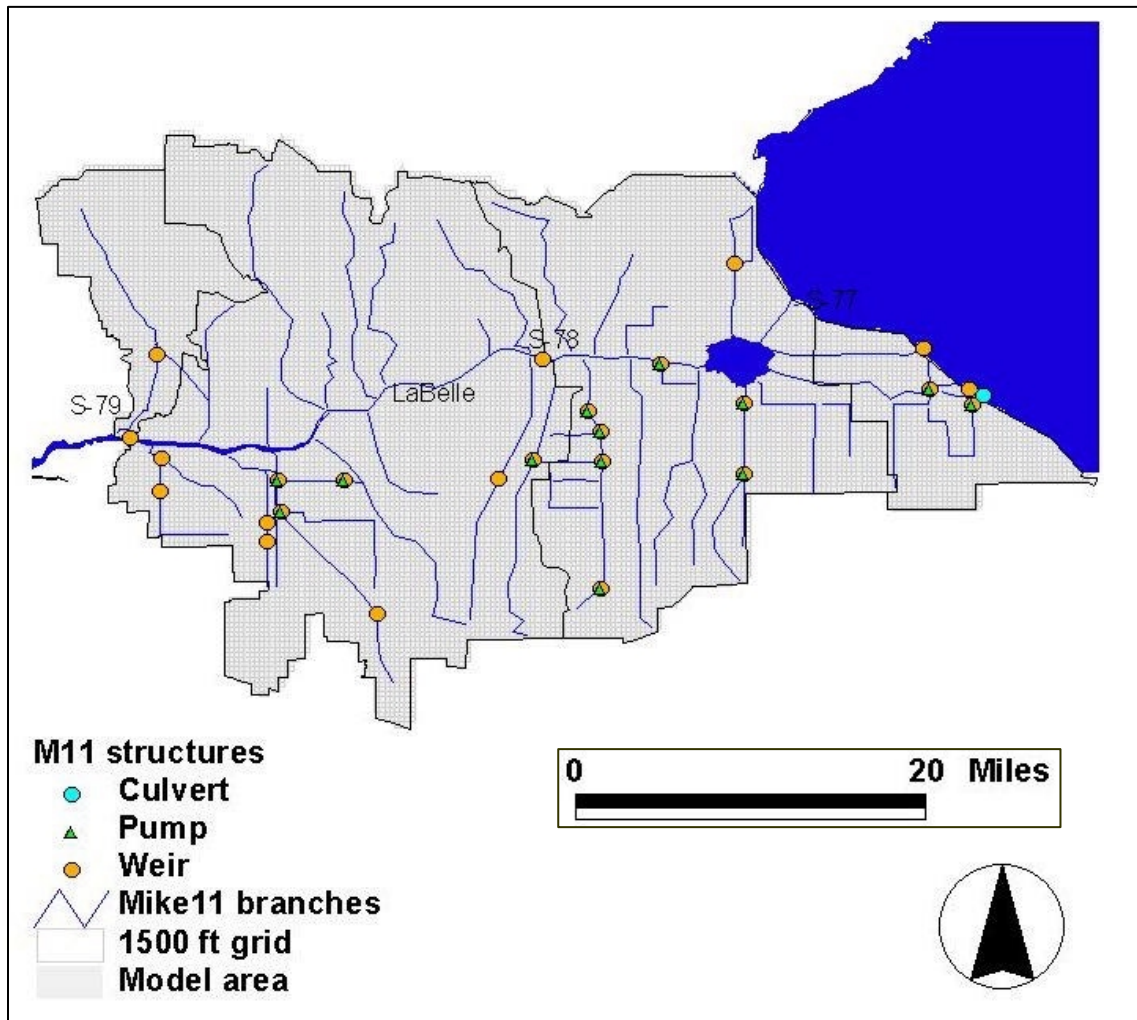 S-77
S-78
LaBelle
S-79
M11 structures
Culvert
Pump
Weir
Mike11 branches
1500 ft grid
Model area
0 20 Miles